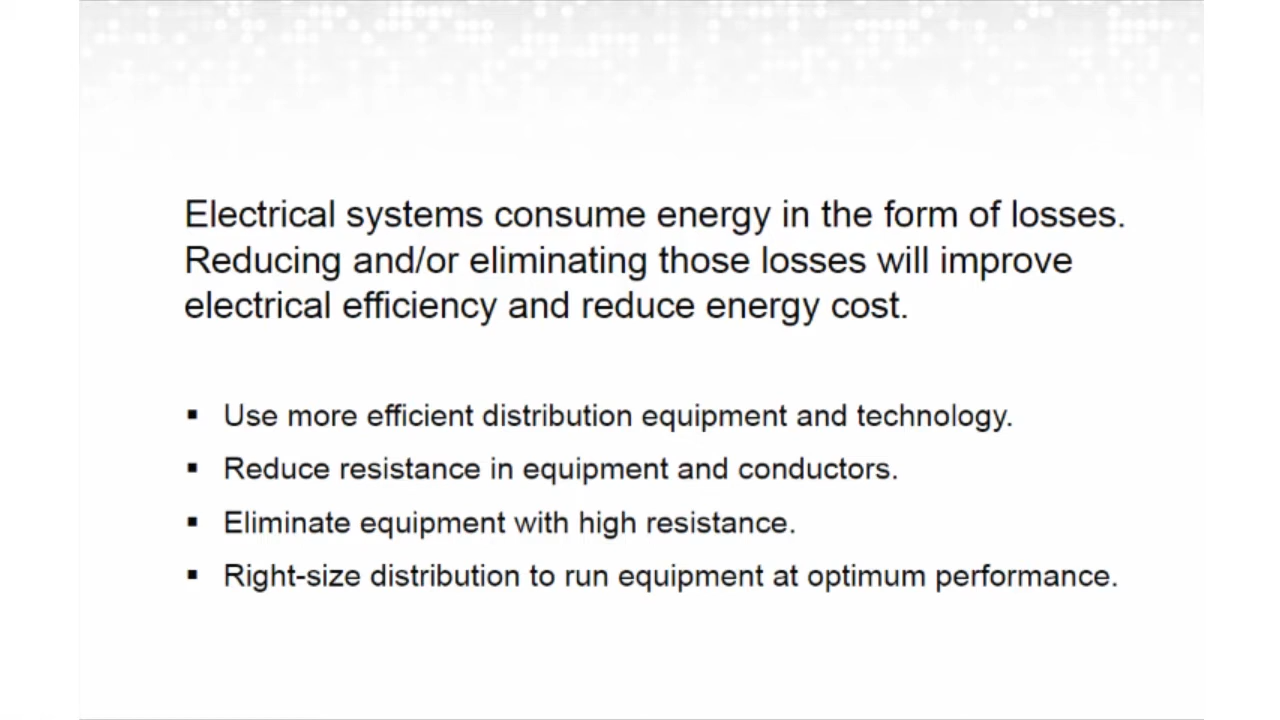 Electrical systems consume energy in the form of losses.
Reducing and/or eliminating those losses will improve
electrical efficiency and reduce energy cost.
▪ Use more efficient distribution equipment and technology.
▪ Reduce resistance in equipment and conductors.
▪ Eliminate equipment with high resistance.
▪ Right-size distribution to run equipment at optimum performance.